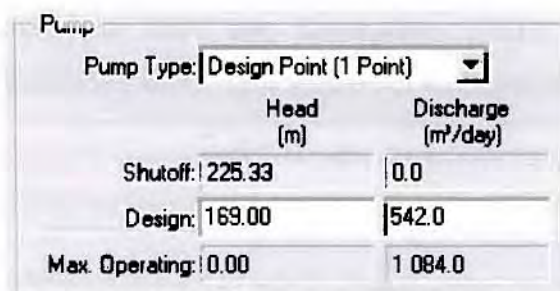 Pump
Pump Type: Design Point (1 Point)
Head Discharge
(m) (m³/day)
Shutoff: 225.33 0.0
Design: 169.00 542.0
Max. Operating: 0.00 1 084.0